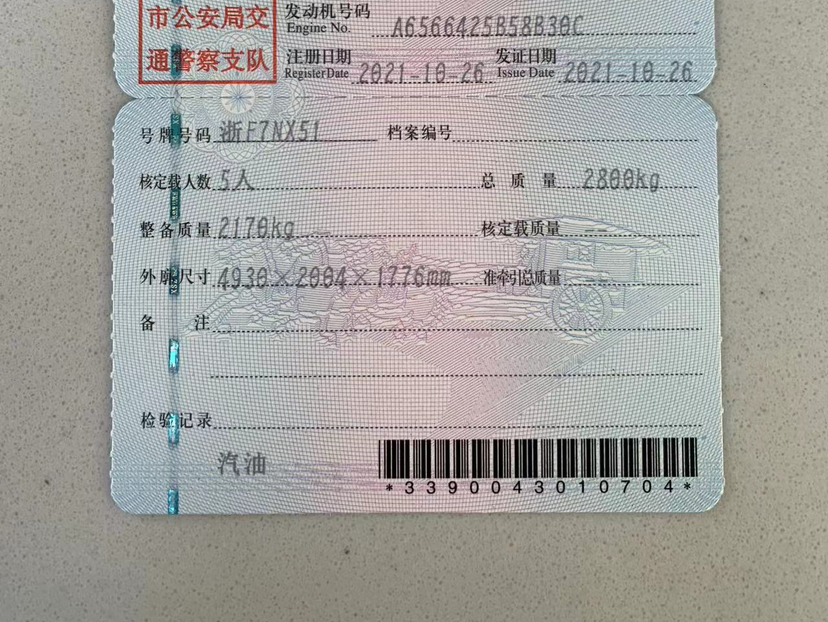 市公安局交
通警察支队
发动机号码 A6566425B58B30C
Engine No.
注册日期 2021-10-26 发证日期 2021-10-26
Register Date Issue Date
号牌号码 浙F7NX51 档案编号
核定载人数 5人 总质量 2800kg
整备质量 2170kg 核定载质量 --
外廓尺寸 4930×2004×1776mm 准牵引总质量 --
备注
检验记录
汽油
*3390043010704*